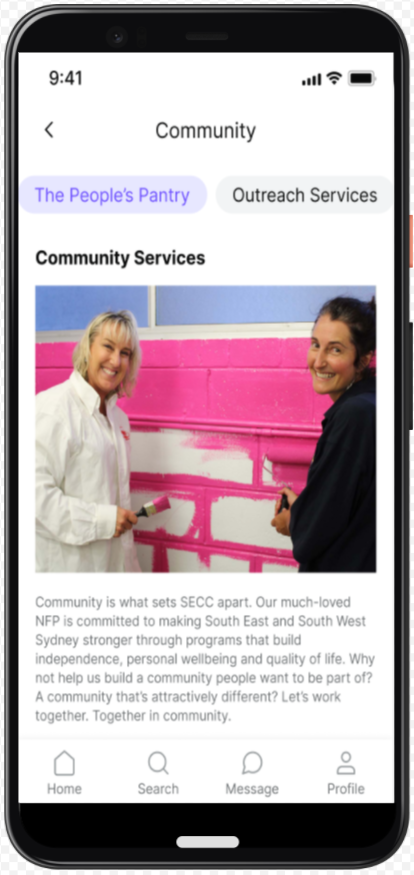 9:41
Community
The People's Pantry
Outreach Services
Community Services
Community is what sets SECC apart. Our much-loved
NFP is committed to making South East and South West
Sydney stronger through programs that build
independence, personal wellbeing and quality of life. Why
not help us build a community people want to be part of?
A community that's attractively different? Let's work
together. Together in community.
Home
Search
Message
Profile